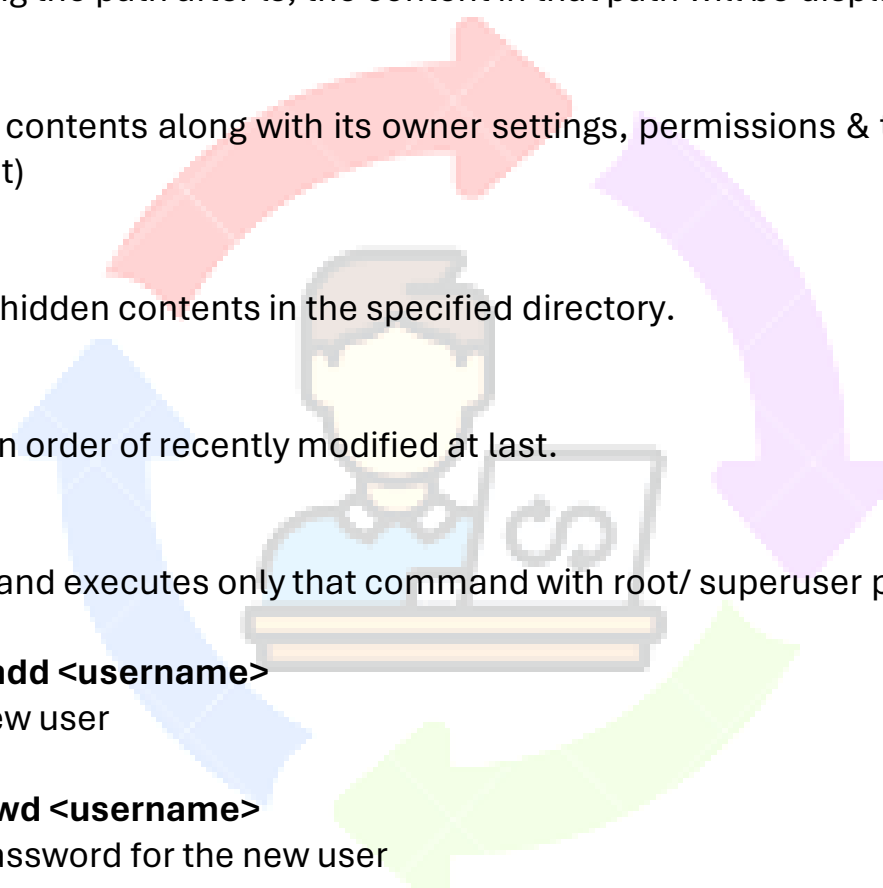 the path after ls, the content in that path will be
contents along with its owner settings, permissions &
t)
hidden contents in the specified directory.
n order of recently modified at last.
and executes only that command with root/ superuser p
add <username>
ew user
wd <username>
assword for the new user